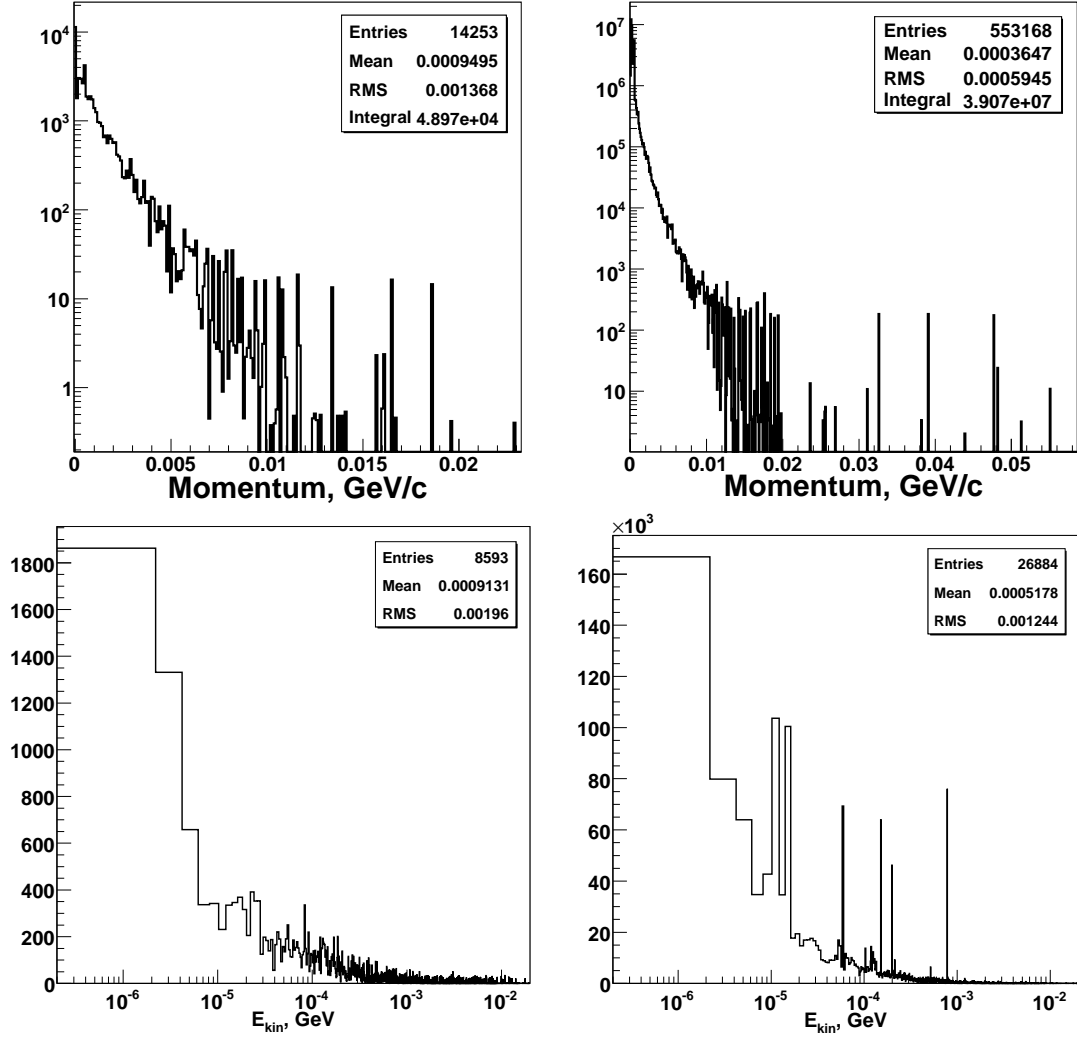 10^4
10^3
10^2
10
1
Entries 14253
Mean 0.0009495
RMS 0.001368
Integral 4.897e+04
0 0.005 0.01 0.015 0.02
Momentum, GeV/c
10^7
10^6
10^5
10^4
10^3
10^2
10
Entries 553168
Mean 0.0003647
RMS 0.0005945
Integral 3.907e+07
0 0.01 0.02 0.03 0.04 0.05
Momentum, GeV/c
1800
1600
1400
1200
1000
800
600
400
200
0
Entries 8593
Mean 0.0009131
RMS 0.00196
10^-6 10^-5 10^-4 10^-3 10^-2
E_kin, GeV
×10^3
160
140
120
100
80
60
40
20
0
Entries 26884
Mean 0.0005178
RMS 0.001244
10^-6 10^-5 10^-4 10^-3 10^-2
E_kin, GeV